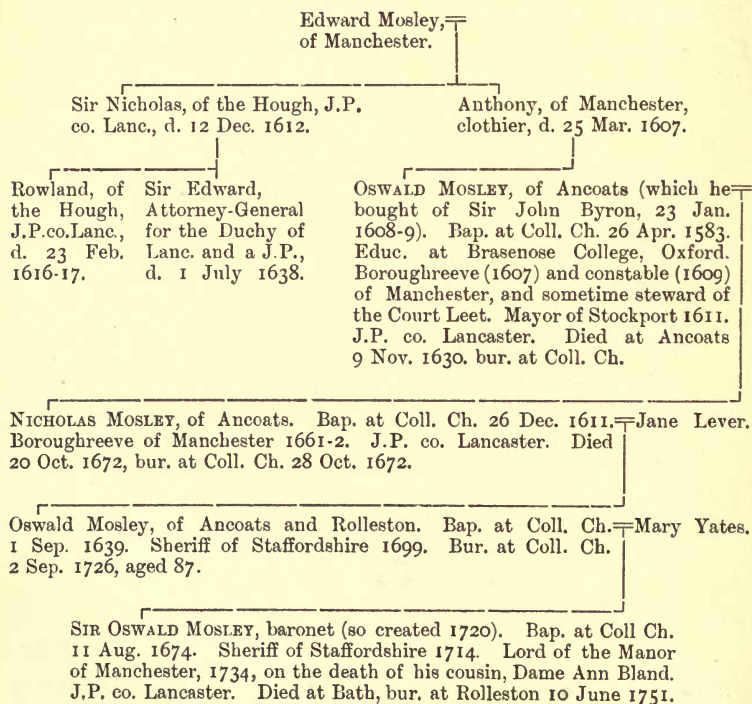 Edward Mosley,
of Manchester.
Sir Nicholas, of the Hough, J.P.
co. Lanc., d. 12 Dec. 1612.
Anthony, of Manchester,
clothier, d. 25 Mar. 1607.
Rowland, of
the Hough,
J.P.co.Lanc.,
d. 23 Feb.
1616-17.
Sir Edward,
Attorney-General
for the Duchy of
Lanc. and a J.P.,
d. 1 July 1638.
OSWALD MOSLEY, of Ancoats (which he
bought of Sir John Byron, 23 Jan.
1608-9). Bap. at Coll. Ch. 26 Apr. 1583.
Educ. at Brasenose College, Oxford.
Boroughreeve (1607) and constable (1609)
of Manchester, and sometime steward of
the Court Leet. Mayor of Stockport 1611.
J.P. co. Lancaster. Died at Ancoats
9 Nov. 1630. bur. at Coll. Ch.
NICHOLAS MOSLEY, of Ancoats. Bap. at Coll. Ch. 26 Dec. 1611.=Jane Lever.
Boroughreeve of Manchester 1661-2. J.P. co. Lancaster. Died
20 Oct. 1672, bur. at Coll. Ch. 28 Oct. 1672.
Oswald Mosley, of Ancoats and Rolleston. Bap. at Coll. Ch.=Mary Yates.
1 Sep. 1639. Sheriff of Staffordshire 1699. Bur. at Coll. Ch.
2 Sep. 1726, aged 87.
SIR OSWALD MOSLEY, baronet (so created 1720). Bap. at Coll Ch.
11 Aug. 1674. Sheriff of Staffordshire 1714. Lord of the Manor
of Manchester, 1734, on the death of his cousin, Dame Ann Bland.
J.P. co. Lancaster. Died at Bath, bur. at Rolleston 10 June 1751.